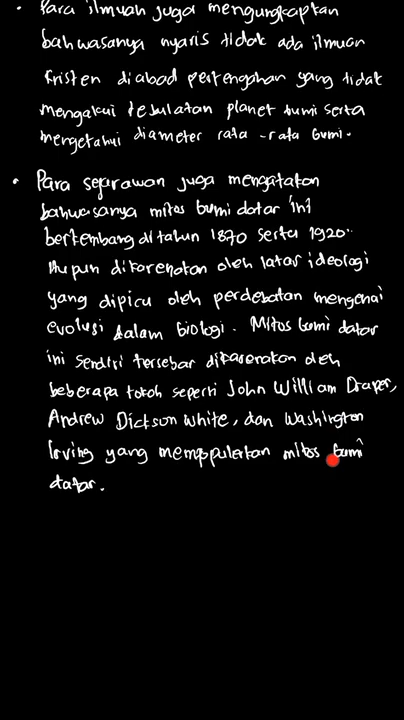 • Para ilmuan juga mengungkapkan
bahwasanya nyaris tidak ada ilmuan
Kristen diabad pertengahan yang tidak
mengakui kebulatan planet bumi serta
mengetahui diameter rata-rata bumi.
• Para sejarawan juga mengatakan
bahwasanya mitos bumi datar ini
berkembang di tahun 1870 serta 1920.
Itupun dikarenakan oleh latar ideologi
yang dipicu oleh perdebatan mengenai
evolusi dalam biologi. Mitos bumi datar
ini sendiri tersebar dikarenakan oleh
beberapa tokoh seperti John William Draper,
Andrew Dickson White, dan Washington
Irving yang mempopulerkan mitos bumi
datar.